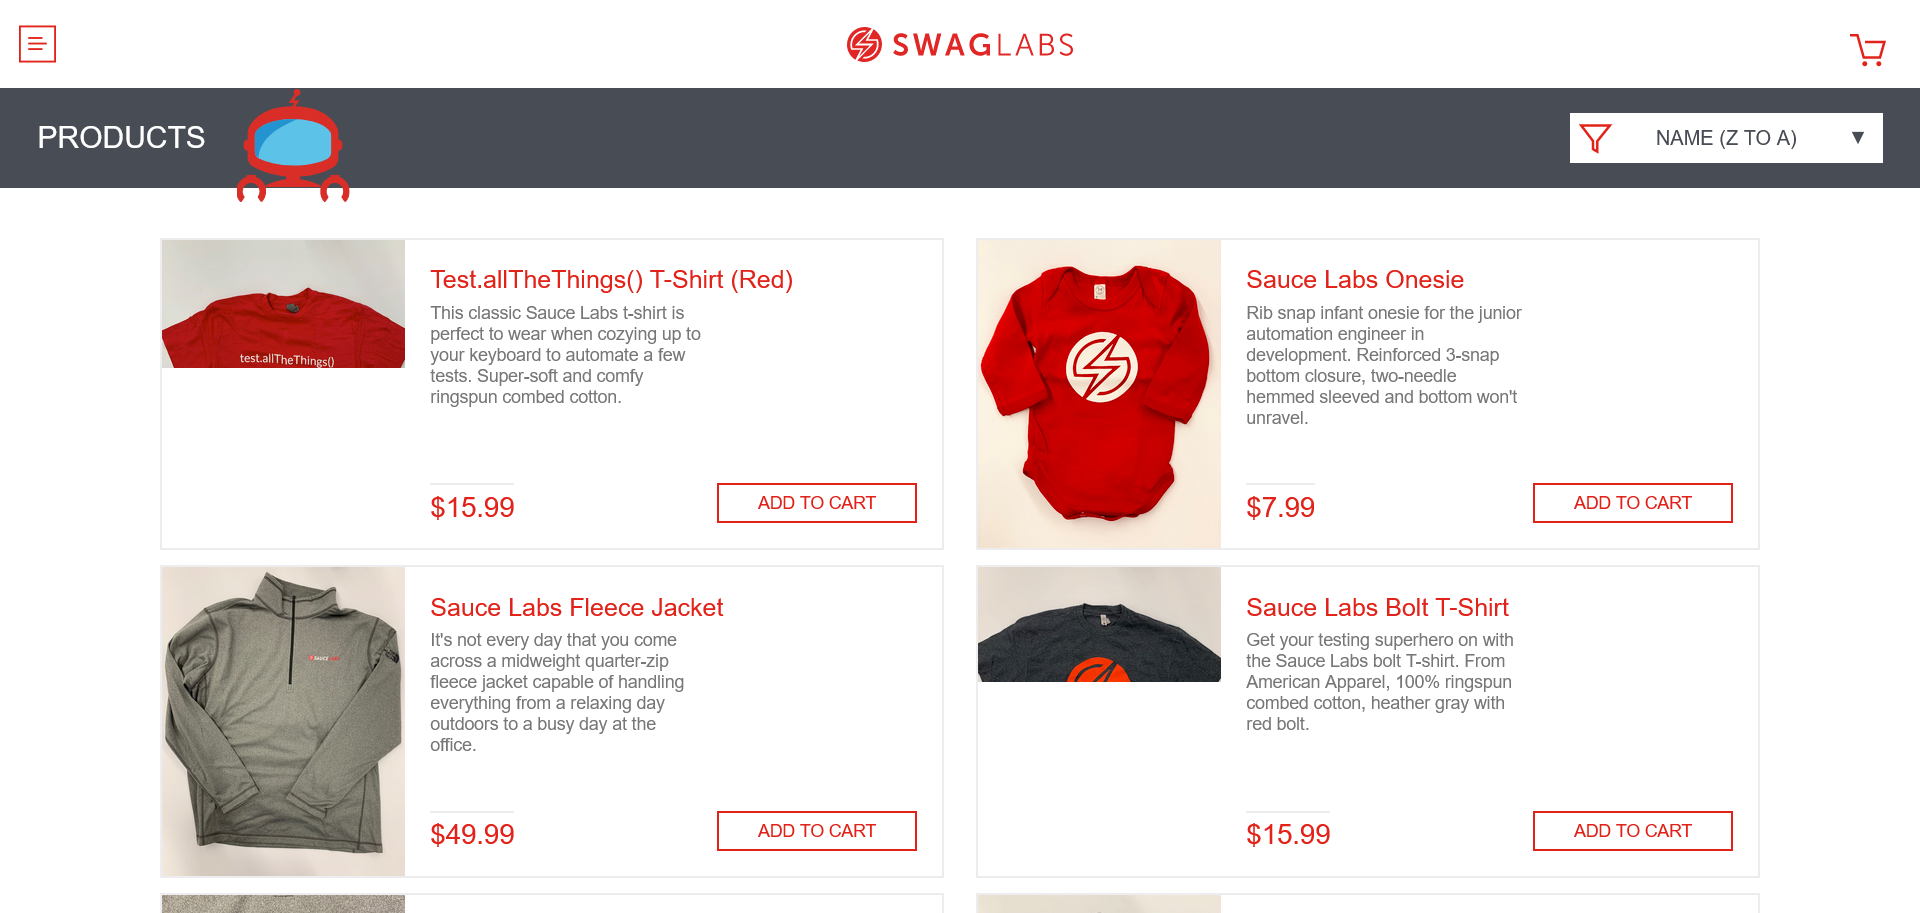 SWAGLABS
PRODUCTS
NAME (Z TO A)
Test.allTheThings() T-Shirt (Red)
This classic Sauce Labs t-shirt is
perfect to wear when cozying up to
your keyboard to automate a few
tests. Super-soft and comfy
ringspun combed cotton.
$15.99
ADD TO CART
test.allTheThings()
Sauce Labs Onesie
Rib snap infant onesie for the junior
automation engineer in
development. Reinforced 3-snap
bottom closure, two-needle
hemmed sleeved and bottom won't
unravel.
$7.99
ADD TO CART
Sauce Labs Fleece Jacket
It's not every day that you come
across a midweight quarter-zip
fleece jacket capable of handling
everything from a relaxing day
outdoors to a busy day at the
office.
$49.99
ADD TO CART
SAUCE
Sauce Labs Bolt T-Shirt
Get your testing superhero on with
the Sauce Labs bolt T-shirt. From
American Apparel, 100% ringspun
combed cotton, heather gray with
red bolt.
$15.99
ADD TO CART